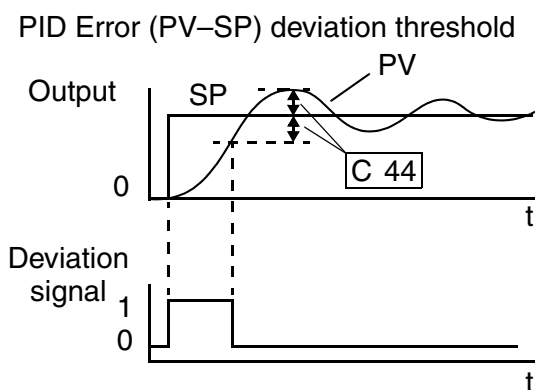 PID Error (PV–SP) deviation threshold
PV
Output
SP
C 44
0
t
Deviation
signal
1
0
t